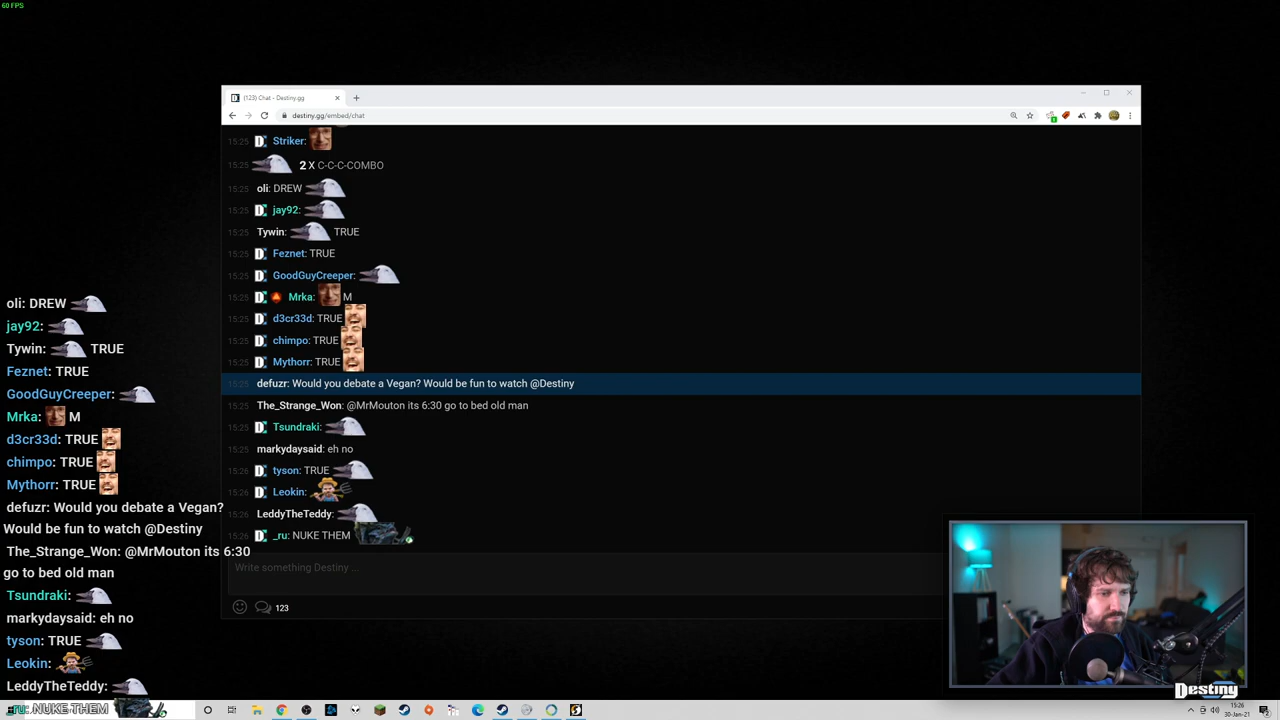 60 FPS
(123) Chat - Destiny.gg
destiny.gg/embed/chat
15:25 Striker:
15:25 2 X C-C-C-COMBO
15:25 oli: DREW
15:25 jay92:
15:25 Tywin: TRUE
15:25 Feznet: TRUE
15:25 GoodGuyCreeper:
15:25 Mrka: M
15:25 d3cr33d: TRUE
15:25 chimpo: TRUE
15:25 Mythorr: TRUE
15:25 defuzr: Would you debate a Vegan? Would be fun to watch @Destiny
15:25 The_Strange_Won: @MrMouton its 6:30 go to bed old man
15:25 Tsundraki:
15:25 markydaysaid: eh no
15:26 tyson: TRUE
15:26 Leokin:
15:26 LeddyTheTeddy:
15:26 _ru: NUKE THEM
Write something Destiny ...
123
oli: DREW
jay92:
Tywin: TRUE
Feznet: TRUE
GoodGuyCreeper:
Mrka: M
d3cr33d: TRUE
chimpo: TRUE
Mythorr: TRUE
defuzr: Would you debate a Vegan?
Would be fun to watch @Destiny
The_Strange_Won: @MrMouton its 6:30
go to bed old man
Tsundraki:
markydaysaid: eh no
tyson: TRUE
Leokin:
LeddyTheTeddy:
_ru: NUKE THEM
Destiny
15:26
30-Jan-21